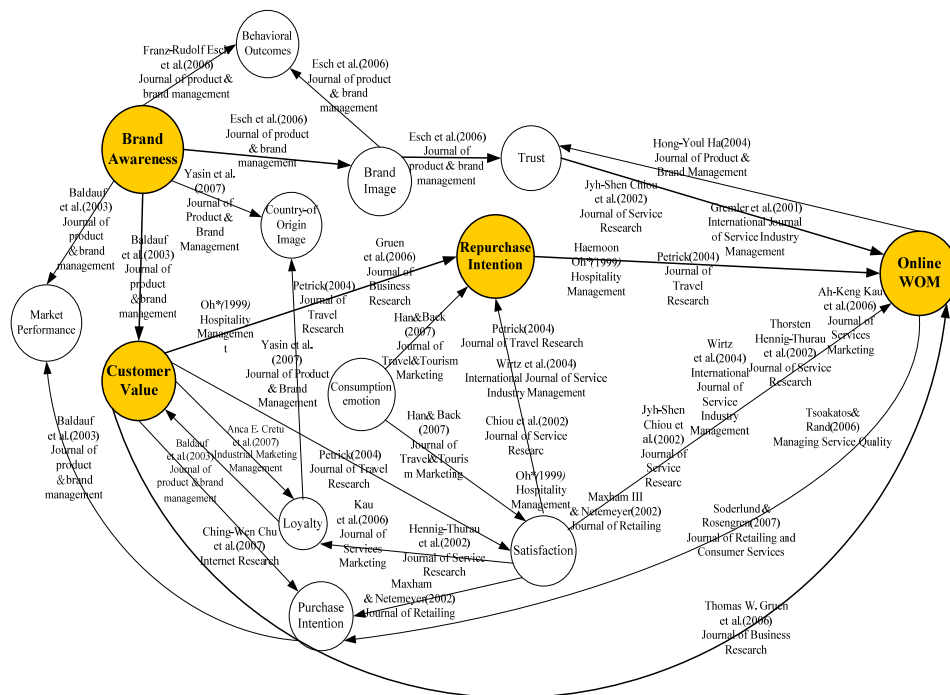 Behavioral
Outcomes
Franz-Rudolf Esch
et al.(2006)
Journal of product &
brand management
Esch et al.(2006)
Journal of product
& brand
management
Brand
Awareness
Esch et al.(2006)
Journal of product
& brand
management
Brand
Image
Esch et al.(2006)
Journal of
product & brand
management
Trust
Hong-Youl Ha(2004)
Journal of Product &
Brand Management
Baldauf
et al.(2003)
Journal of
product
& brand
management
Yasin et al.
(2007)
Journal of
Product &
Brand
Management
Country-of
Origin
Image
Jyh-Shen Chiou
et al.(2002)
Journal of Service
Research
Gremler et al.(2001)
International Journal
of Service Industry
Management
Baldauf
et al.(2003)
Journal of
product
& brand
management
Gruen et al.
(2006)
Journal of
Business
Research
Repurchase
Intention
Haemoon
Oh*(1999)
Hospitality
Management
Petrick(2004)
Journal of
Travel
Research
Online
WOM
Market
Performance
Oh*(1999)
Hospitality
Managemen
t
Petrick(2004)
Journal of
Travel
Research
Han&Back
(2007)
Journal of
Travel&Tourism
Marketing
Petrick(2004)
Journal of Travel Research
Ah-Keng Kau
et al.(2006)
Journal of
Services
Marketing
Customer
Value
Yasin et al.
(2007)
Journal of Product
& Brand
Management
Consumption
emotion
Wirtz et al.(2004)
International Journal of Service
Industry Management
Wirtz
et al.(2004)
International
Journal of
Service
Industry
Management
Thorsten
Hennig-Thurau
et al.(2002)
Journal of
Service
Research
Baldauf
et al.(2003)
Journal of
product
& brand
management
Baldauf
et al.(2003)
Journal of
product & brand
management
Anca E. Cretu
et al.(2007)
Industrial Marketing
Management
Petrick(2004)
Journal of Travel
Research
Han& Back
(2007)
Journal of
Travel&Touris
m Marketing
Chiou et al.(2002)
Journal of Service
Researc
Jyh-Shen
Chiou et al.
(2002)
Journal of
Service
Researc
Tsoakatos&
Rand(2006)
Managing Service Quality
Oh*(1999)
Hospitality
Management
Maxham III
& Netemeyer(2002)
Journal of Retailing
Loyalty
Kau
et al.(2006)
Journal of
Services
Marketing
Hennig-Thurau
et al.(2002)
Journal of Service
Research
Satisfaction
Soderlund &
Rosengren(2007)
Journal of Retailing and
Consumer Services
Ching-Wen Chu
et al.(2007)
Internet Research
Purchase
Intention
Maxham
& Netemeyer(2002)
Journal of Retailing
Thomas W. Gruen
et al.(2006)
Journal of Business
Research